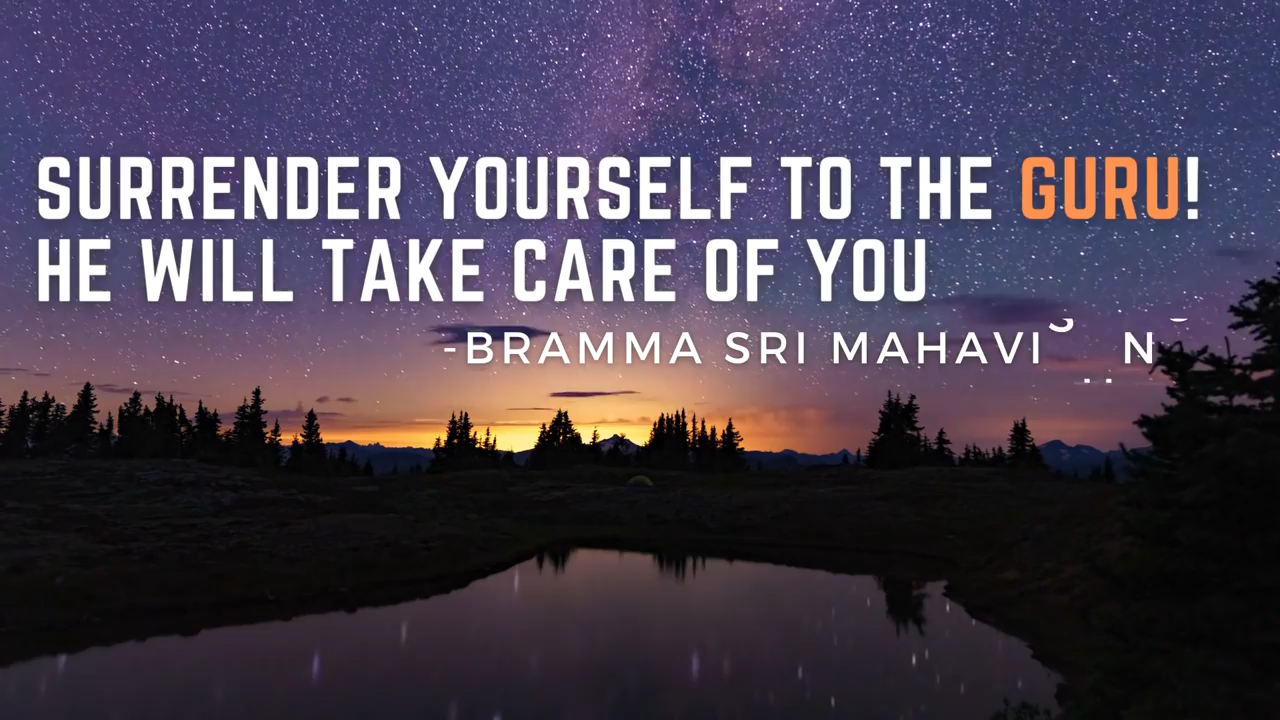 SURRENDER YOURSELF TO THE GURU!
HE WILL TAKE CARE OF YOU
-BRAMMA SRI